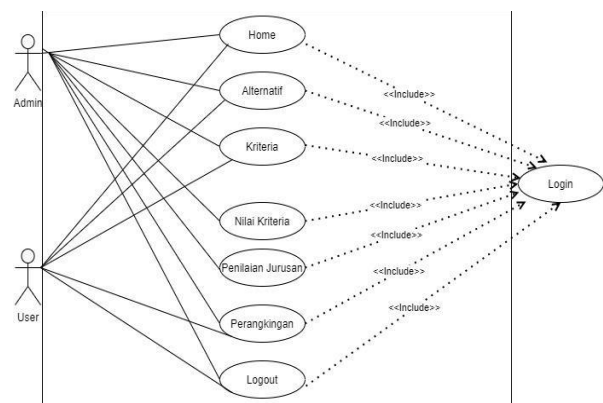 Home
<<Include>>
Admin
Alternatif
<<Include>>
Kriteria
<<Include>>
Login
Nilai Kriteria
<<Include>>
User
Penilaian Jurusan
<<Include>>
Perangkingan
<<Include>>
Logout
<<Include>>